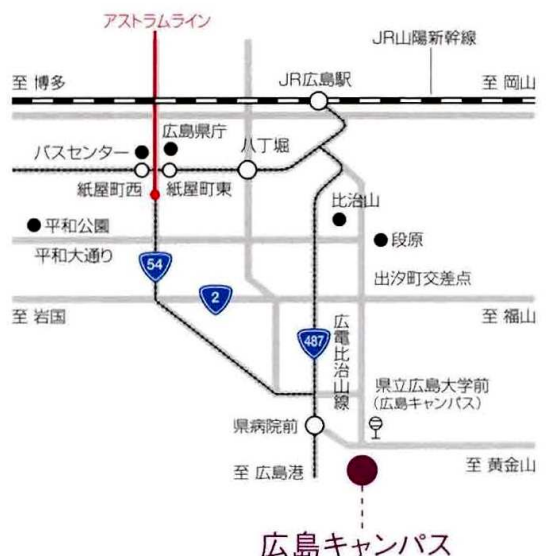 アストラムライン
JR山陽新幹線
至 博多
JR広島駅
至 岡山
広島県庁
バスセンター
八丁堀
紙屋町西
紙屋町東
比治山
平和公園
段原
平和大通り
54
2
出汐町交差点
至 岩国
至 福山
487
広電比治山線
県立広島大学前
(広島キャンパス)
県病院前
至 広島港
至 黄金山
広島キャンパス